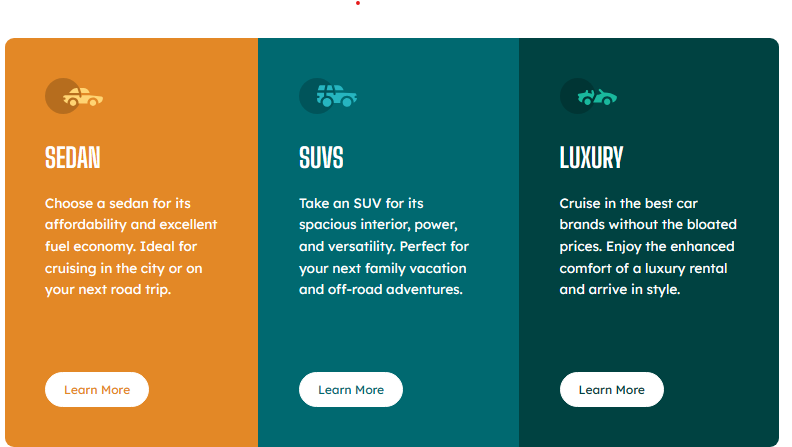 SEDAN
Choose a sedan for its
affordability and excellent
fuel economy. Ideal for
cruising in the city or on
your next road trip.
Learn More
SUVS
Take an SUV for its
spacious interior, power,
and versatility. Perfect for
your next family vacation
and off-road adventures.
Learn More
LUXURY
Cruise in the best car
brands without the bloated
prices. Enjoy the enhanced
comfort of a luxury rental
and arrive in style.
Learn More